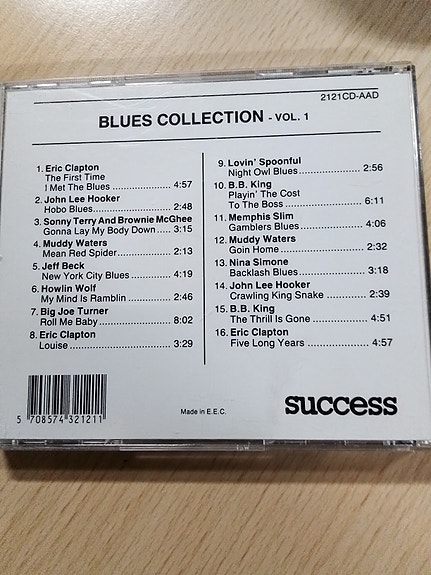 2121CD-AAD
BLUES COLLECTION - VOL. 1
1. Eric Clapton
The First Time
I Met The Blues .................... 4:57
2. John Lee Hooker
Hobo Blues.......................... 2:48
3. Sonny Terry And Brownie McGhee
Gonna Lay My Body Down ..... 3:15
4. Muddy Waters
Mean Red Spider................... 2:13
5. Jeff Beck
New York City Blues .............. 4:19
6. Howlin Wolf
My Mind Is Ramblin .............. 2:46
7. Big Joe Turner
Roll Me Baby......................... 8:02
8. Eric Clapton
Louise ................................. 3:29
9. Lovin' Spoonful
Night Owl Blues .................... 2:56
10. B.B. King
Playin' The Cost
To The Boss ......................... 6:11
11. Memphis Slim
Gamblers Blues .................... 4:06
12. Muddy Waters
Goin Home ........................... 2:32
13. Nina Simone
Backlash Blues ..................... 3:18
14. John Lee Hooker
Crawling King Snake ............. 2:39
15. B.B. King
The Thrill Is Gone ................. 4:51
16. Eric Clapton
Five Long Years .................... 4:57
5 708574 321211
Made in E.E.C.
success